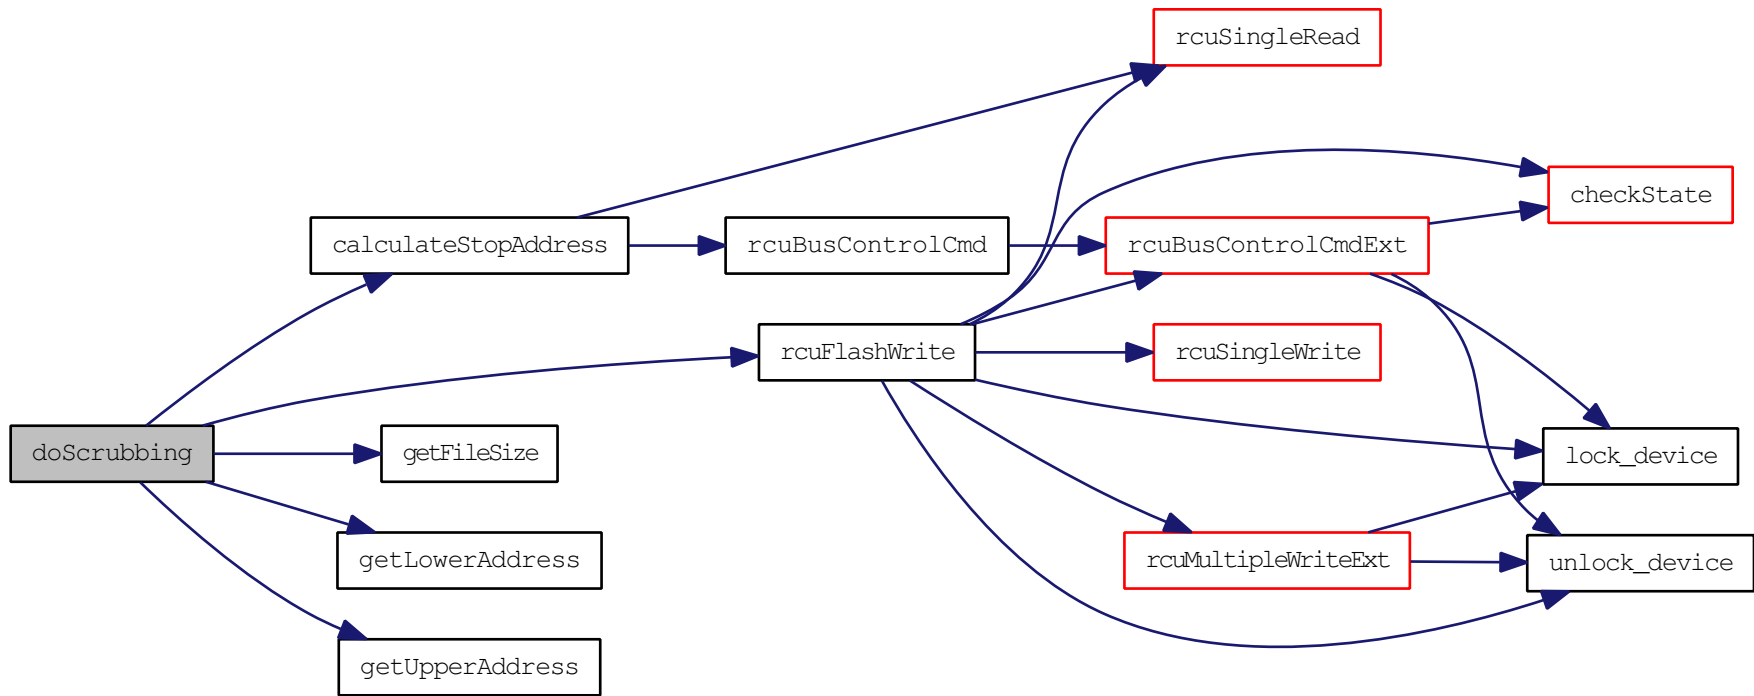 rcuSingleRead
checkState
calculateStopAddress
rcuBusControlCmd
rcuBusControlCmdExt
rcuFlashWrite
rcuSingleWrite
doScrubbing
getFileSize
lock_device
getLowerAddress
rcuMultipleWriteExt
unlock_device
getUpperAddress